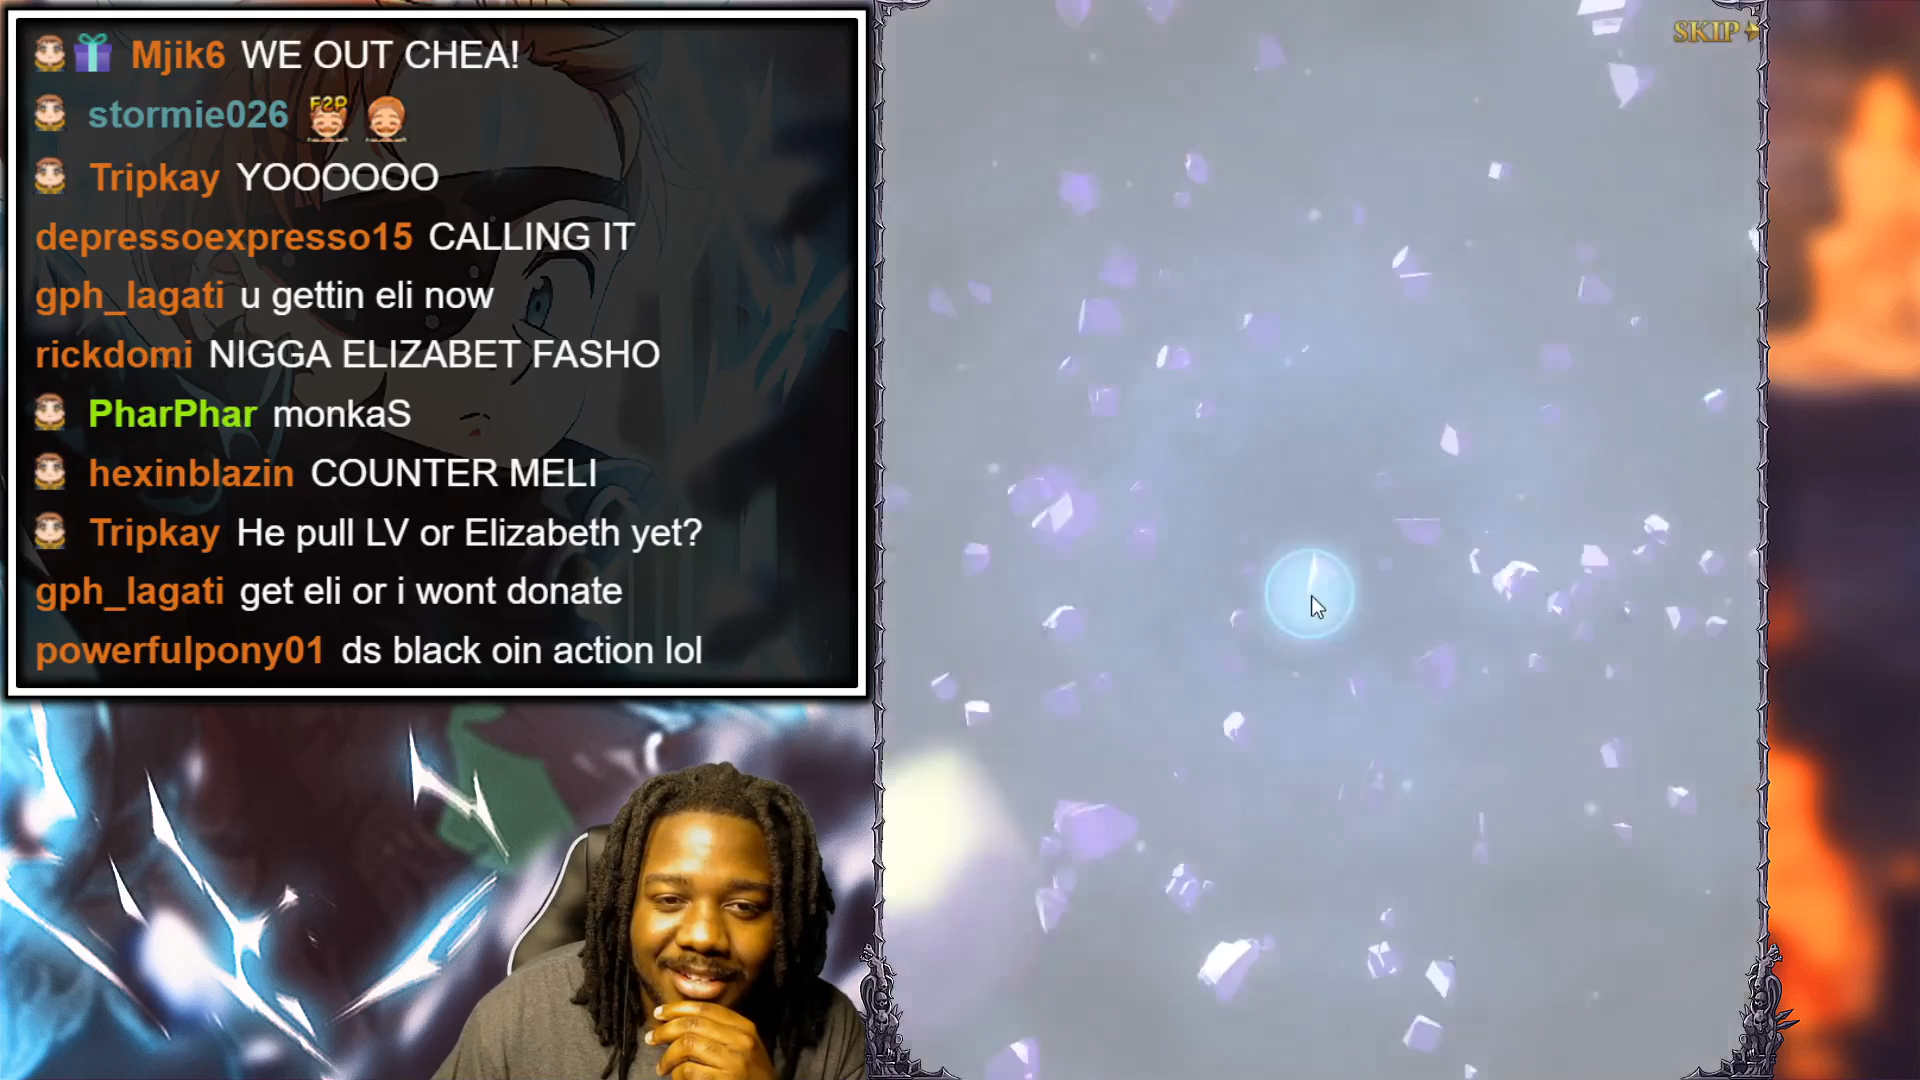 SKIP
Mjik6 WE OUT CHEA!
stormie026 F2P
Tripkay YOOOOOO
depressoexpresso15 CALLING IT
gph_lagati u gettin eli now
rickdomi NIGGA ELIZABET FASHO
PharPhar monkaS
hexinblazin COUNTER MELI
Tripkay He pull LV or Elizabeth yet?
gph_lagati get eli or i wont donate
powerfulpony01 ds black oin action lol